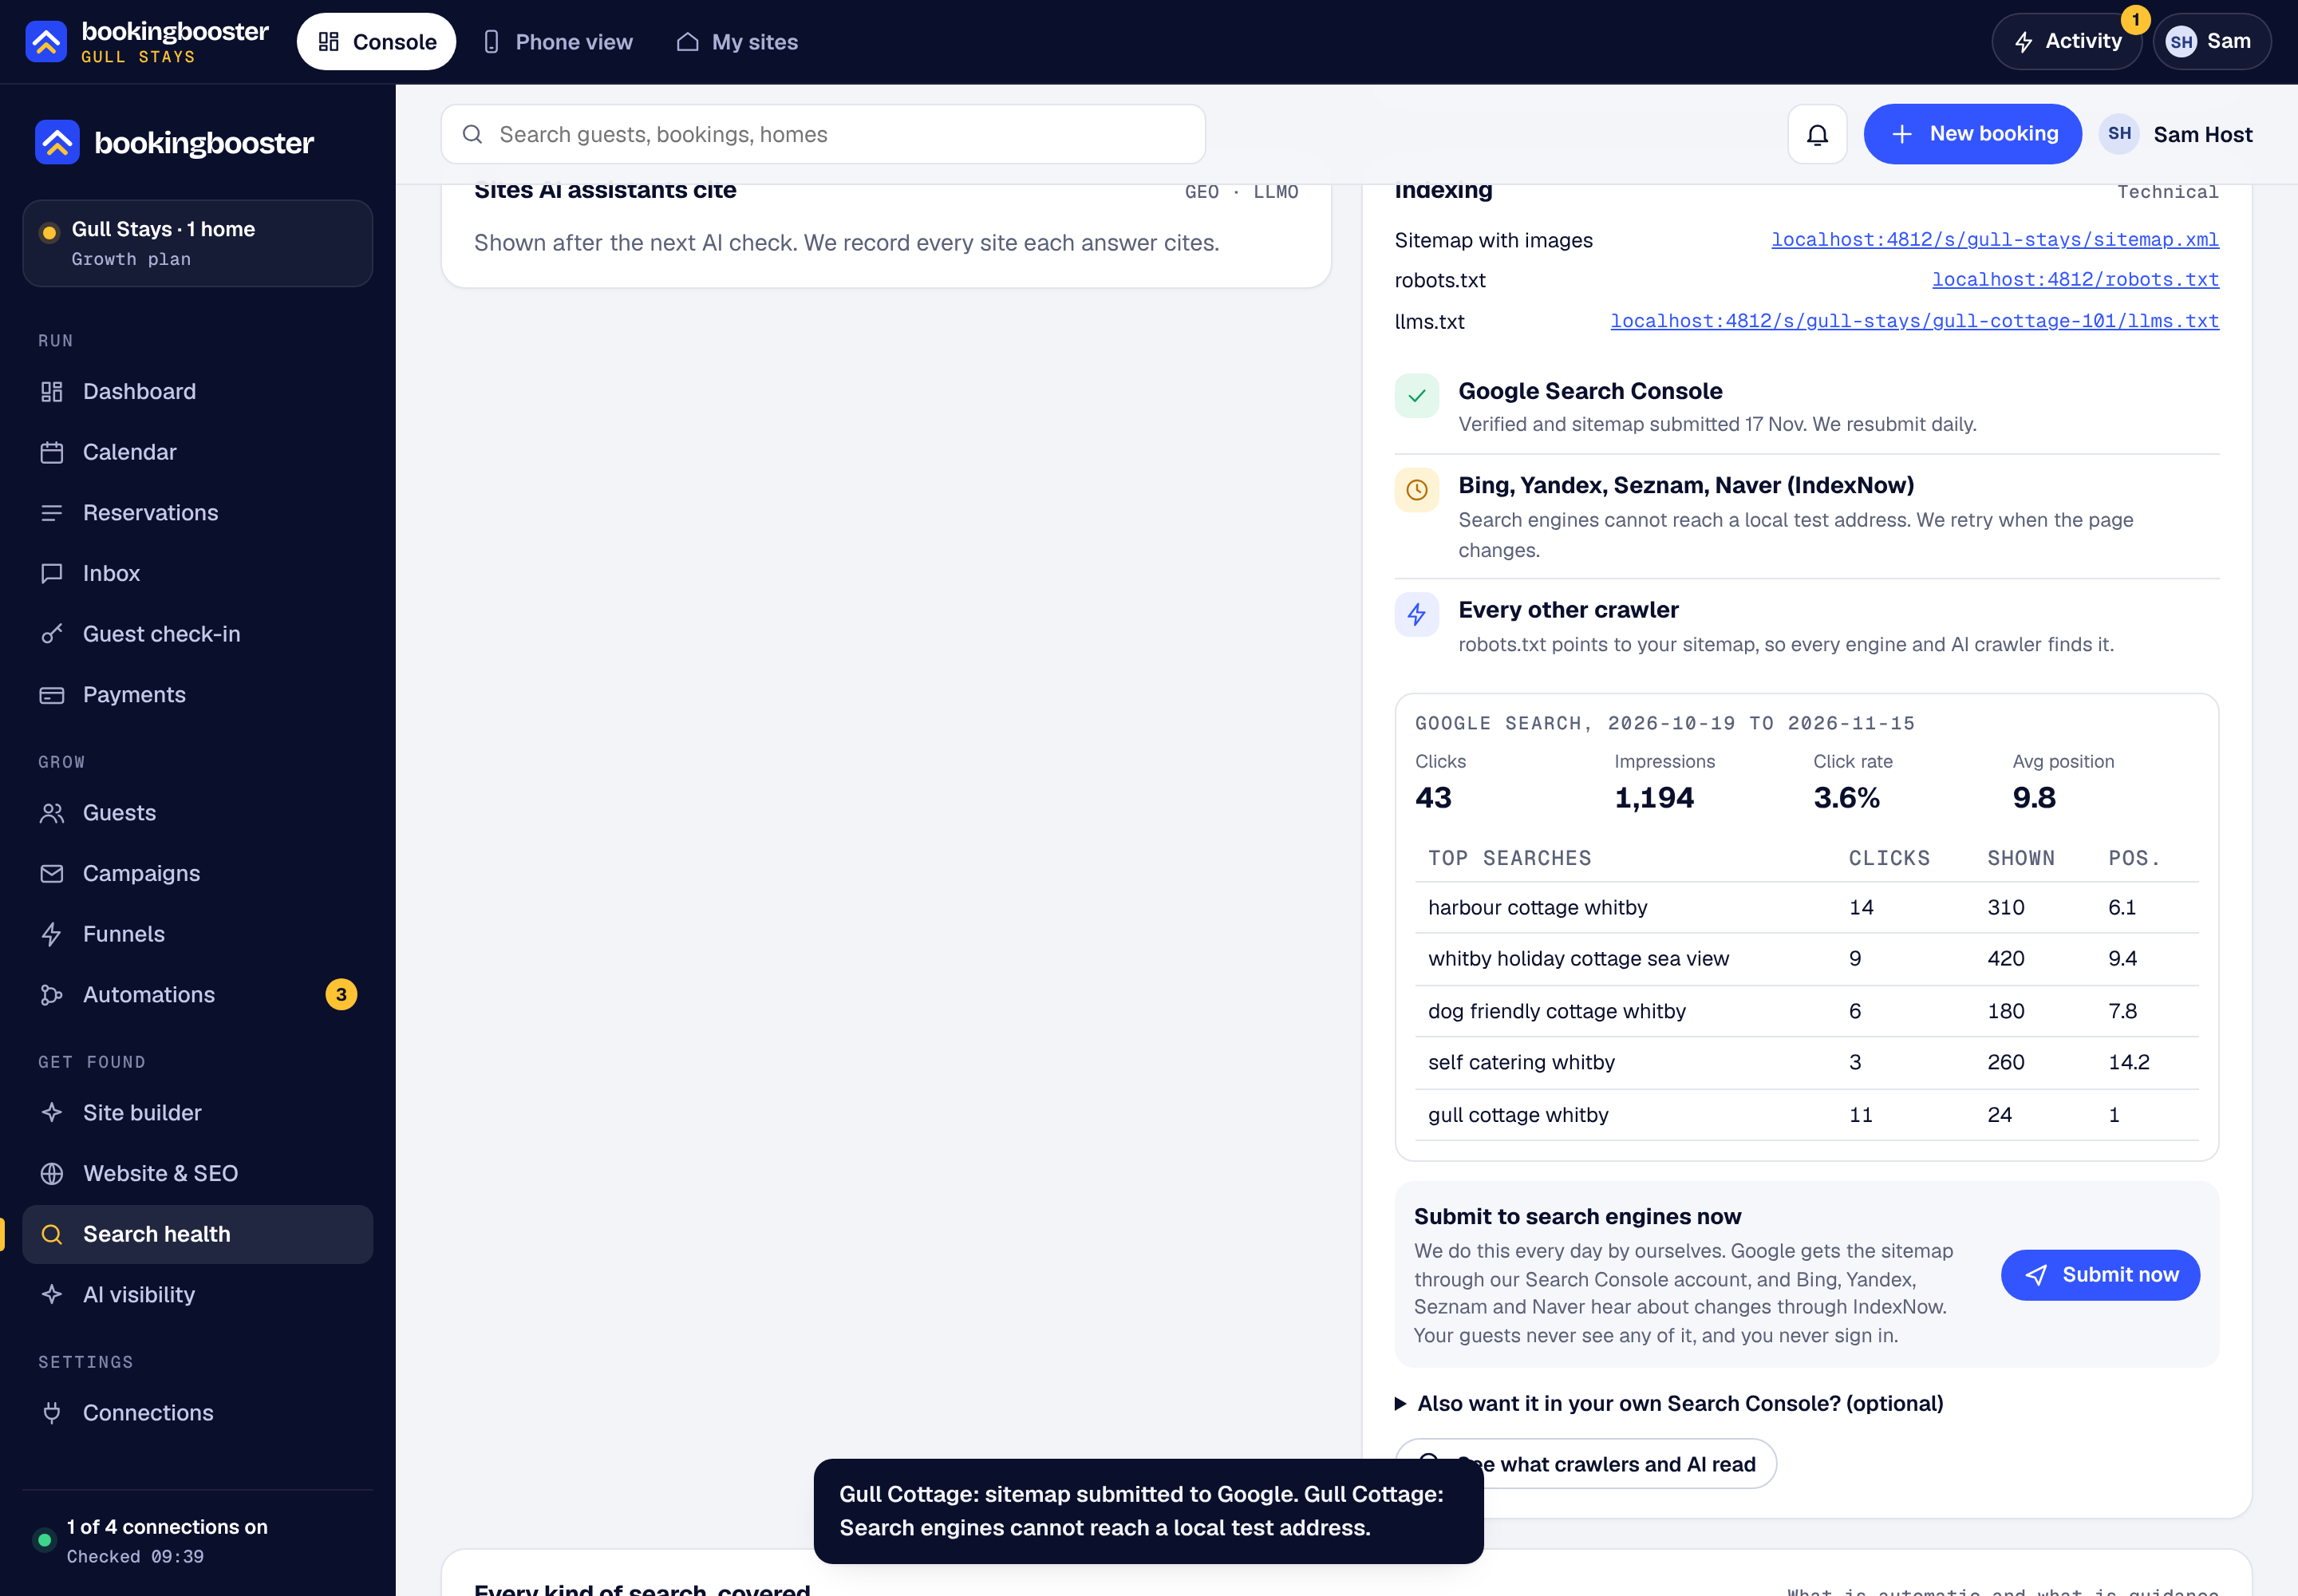 bookingbooster
GULL STAYS
Console
Phone view
My sites
Activity
1
SH
Sam
bookingbooster
Gull Stays · 1 home
Growth plan
RUN
Dashboard
Calendar
Reservations
Inbox
Guest check-in
Payments
GROW
Guests
Campaigns
Funnels
Automations
3
GET FOUND
Site builder
Website & SEO
Search health
AI visibility
SETTINGS
Connections
1 of 4 connections on
Checked 09:39
Search guests, bookings, homes
New booking
SH
Sam Host
Sites AI assistants cite
GEO · LLMO
Shown after the next AI check. We record every site each answer cites.
Indexing
Technical
Sitemap with images
localhost:4812/s/gull-stays/sitemap.xml
robots.txt
localhost:4812/robots.txt
llms.txt
localhost:4812/s/gull-stays/gull-cottage-101/llms.txt
Google Search Console
Verified and sitemap submitted 17 Nov. We resubmit daily.
Bing, Yandex, Seznam, Naver (IndexNow)
Search engines cannot reach a local test address. We retry when the page
changes.
Every other crawler
robots.txt points to your sitemap, so every engine and AI crawler finds it.
GOOGLE SEARCH, 2026-10-19 TO 2026-11-15
Clicks Impressions Click rate Avg position
43 1,194 3.6% 9.8
TOP SEARCHES CLICKS SHOWN POS.
harbour cottage whitby 14 310 6.1
whitby holiday cottage sea view 9 420 9.4
dog friendly cottage whitby 6 180 7.8
self catering whitby 3 260 14.2
gull cottage whitby 11 24 1
Submit to search engines now
We do this every day by ourselves. Google gets the sitemap
through our Search Console account, and Bing, Yandex,
Seznam and Naver hear about changes through IndexNow.
Your guests never see any of it, and you never sign in.
Submit now
Also want it in your own Search Console? (optional)
what crawlers and AI read
Gull Cottage: sitemap submitted to Google. Gull Cottage:
Search engines cannot reach a local test address.
Every kind of search, covered
What is automatic and what is guidance